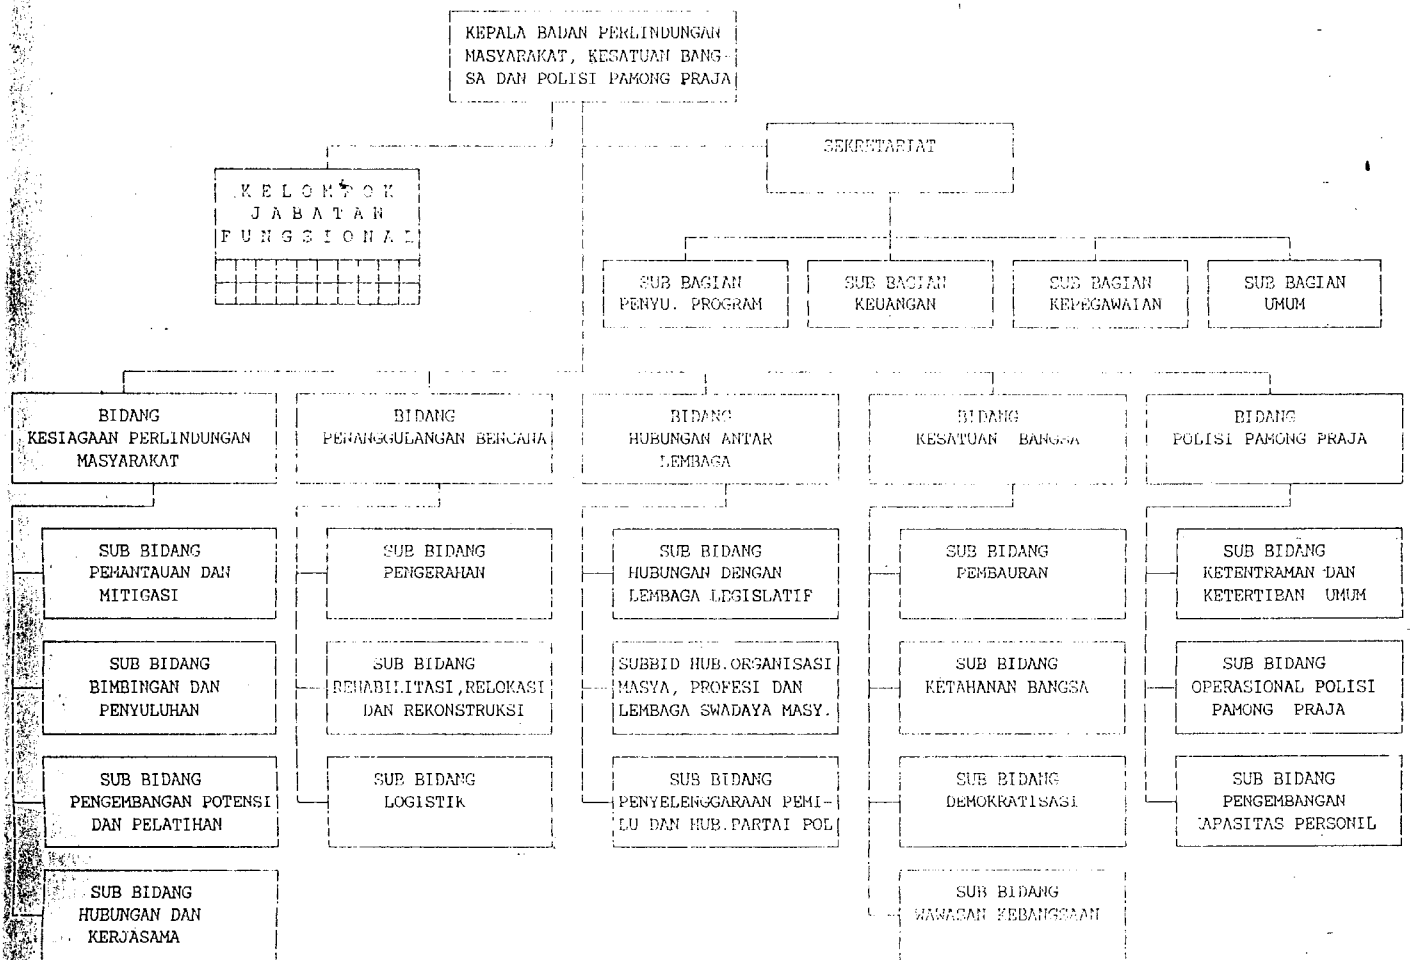 KEPALA BADAN PERLINDUNGAN
MASYARAKAT, KESATUAN BANG-
SA DAN POLISI PAMONG PRAJA
SEKRETARIAT
K E L O M P O K
J A B A T A N
F U N G S I O N A L
SUB BAGIAN
PENYU. PROGRAM
SUB BAGIAN
KEUANGAN
SUB BAGIAN
KEPEGAWAIAN
SUB BAGIAN
UMUM
BIDANG
KESIAGAAN PERLINDUNGAN
MASYARAKAT
BIDANG
PENANGGULANGAN BENCANA
BIDANG
HUBUNGAN ANTAR
LEMBAGA
BIDANG
KESATUAN BANGSA
BIDANG
POLISI PAMONG PRAJA
SUB BIDANG
PEMANTAUAN DAN
MITIGASI
SUB BIDANG
BIMBINGAN DAN
PENYULUHAN
SUB BIDANG
PENGEMBANGAN POTENSI
DAN PELATIHAN
SUB BIDANG
HUBUNGAN DAN
KERJASAMA
SUB BIDANG
PENGERAHAN
SUB BIDANG
REHABILITASI,RELOKASI
DAN REKONSTRUKSI
SUB BIDANG
LOGISTIK
SUB BIDANG
HUBUNGAN DENGAN
LEMBAGA LEGISLATIF
SUBBID HUB.ORGANISASI
MASYA, PROFESI DAN
LEMBAGA SWADAYA MASY.
SUB BIDANG
PENYELENGGARAAN PEMI-
LU DAN HUB.PARTAI POL
SUB BIDANG
PEMBAURAN
SUB BIDANG
KETAHANAN BANGSA
SUB BIDANG
DEMOKRATISASI
SUB BIDANG
WAWASAN KEBANGSAAN
SUB BIDANG
KETENTRAMAN DAN
KETERTIBAN UMUM
SUB BIDANG
OPERASIONAL POLISI
PAMONG PRAJA
SUB BIDANG
PENGEMBANGAN
KAPASITAS PERSONIL